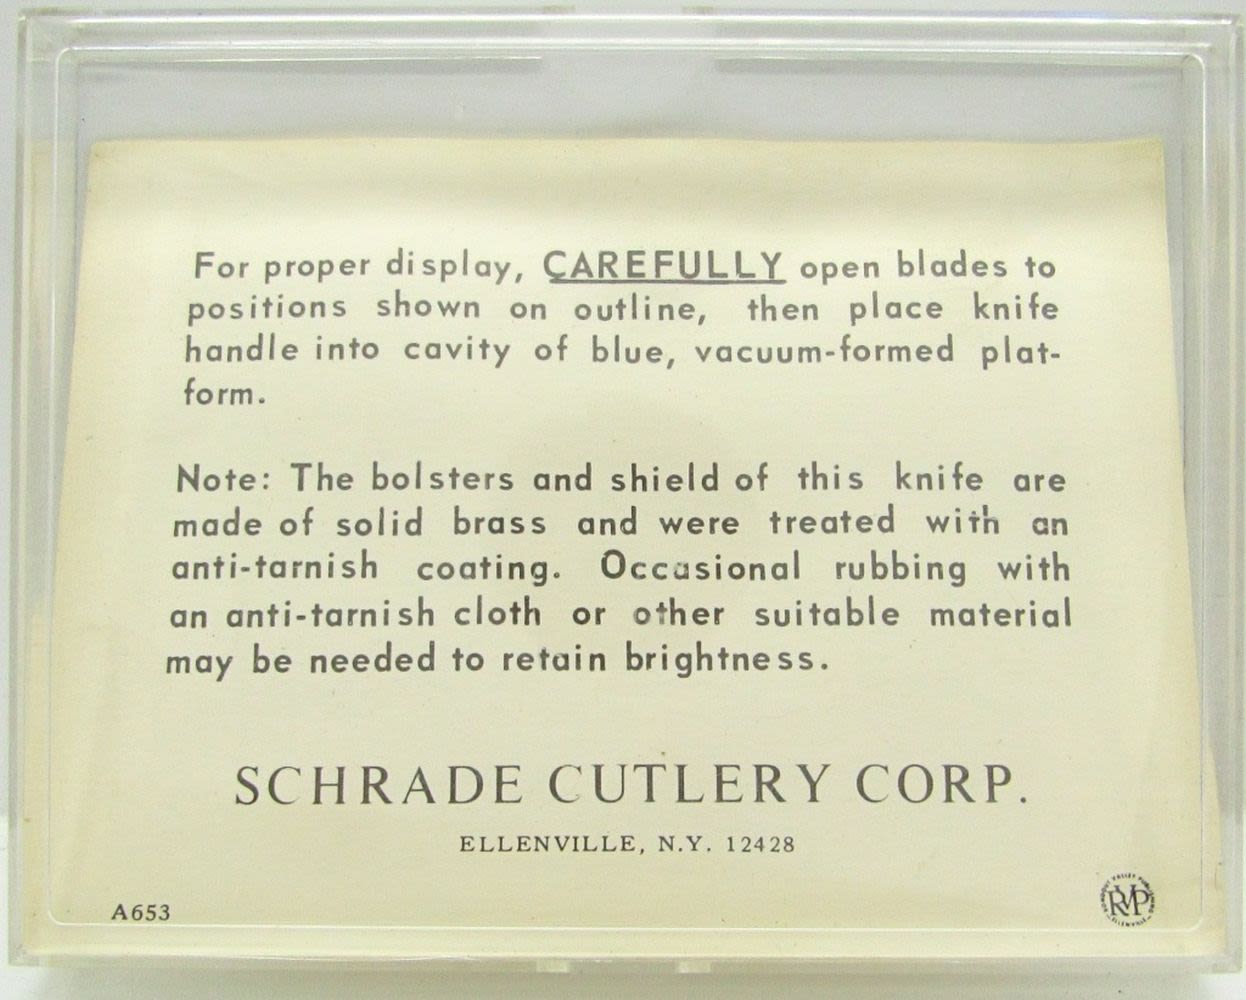 For proper display, CAREFULLY open blades to
positions shown on outline, then place knife
handle into cavity of blue, vacuum-formed plat-
form.
Note: The bolsters and shield of this knife are
made of solid brass and were treated with an
anti-tarnish coating. Occasional rubbing with
an anti-tarnish cloth or other suitable material
may be needed to retain brightness.
SCHRADE CUTLERY CORP.
ELLENVILLE, N.Y. 12428
A653
RVP